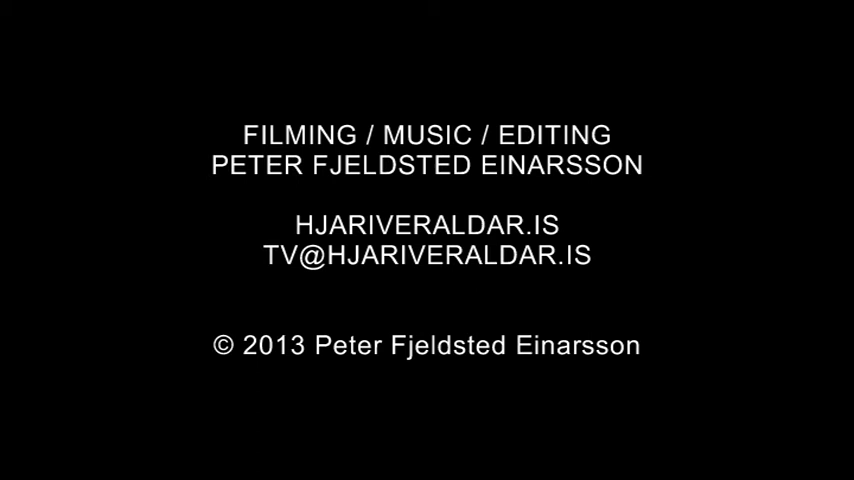 FILMING / MUSIC / EDITING
PETER FJELDSTED EINARSSON
HJARIVERALDAR.IS
TV@HJARIVERALDAR.IS
© 2013 Peter Fjeldsted Einarsson